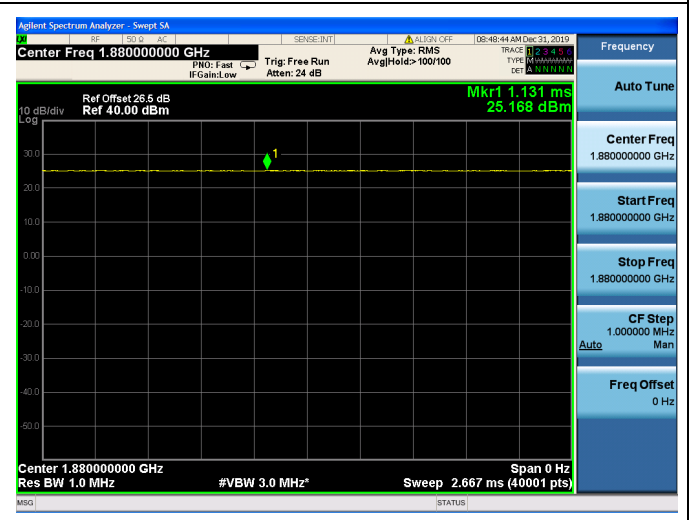 Agilent Spectrum Analyzer - Swept SA
RF 50 Ω AC SENSE:INT ALIGN OFF 08:48:44 AM Dec 31, 2019
Center Freq 1.880000000 GHz
PNO: Fast
IFGain:Low
Trig: Free Run
Atten: 24 dB
Avg Type: RMS
Avg|Hold:>100/100
TRACE 1 2 3 4 5 6
TYPE M WWWWW
DET A N N N N N
Ref Offset 26.5 dB
Ref 40.00 dBm
Mkr1 1.131 ms
25.168 dBm
10 dB/div
Log
30.0
20.0
10.0
0.00
-10.0
-20.0
-30.0
-40.0
-50.0
1
Center 1.880000000 GHz
Span 0 Hz
Res BW 1.0 MHz
#VBW 3.0 MHz*
Sweep 2.667 ms (40001 pts)
MSG
STATUS
Frequency
Auto Tune
Center Freq
1.880000000 GHz
Start Freq
1.880000000 GHz
Stop Freq
1.880000000 GHz
CF Step
1.000000 MHz
Auto Man
Freq Offset
0 Hz